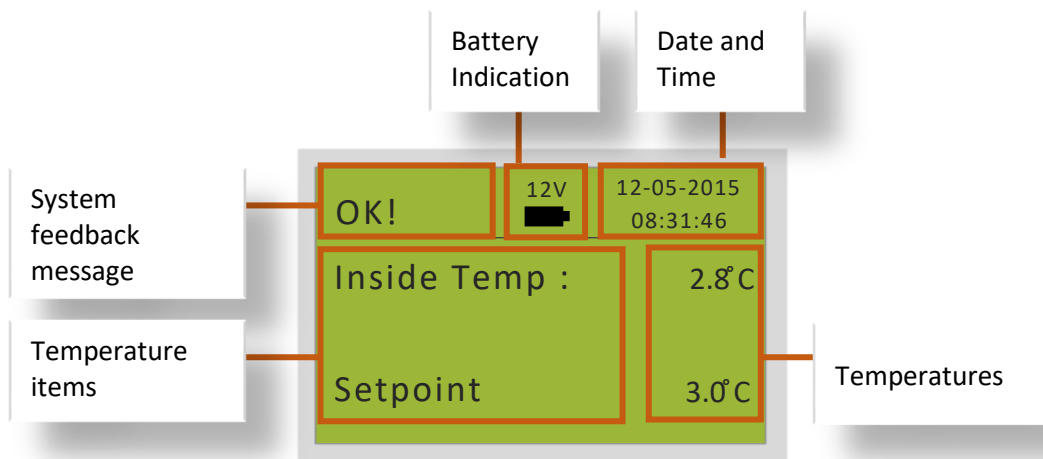 Battery
Indication
Date and
Time
System
feedback
message
OK!
12V
12-05-2015
08:31:46
Inside Temp :
2.8°C
Temperature
items
Setpoint
3.0°C
Temperatures